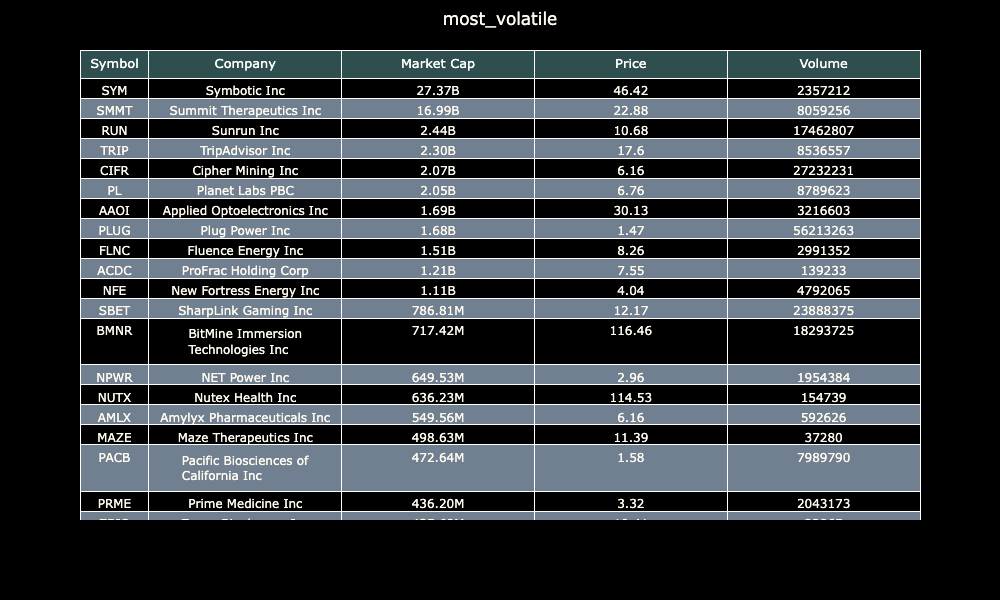 most_volatile
Symbol Company Market Cap Price Volume
SYM Symbotic Inc 27.37B 46.42 2357212
SMMT Summit Therapeutics Inc 16.99B 22.88 8059256
RUN Sunrun Inc 2.44B 10.68 17462807
TRIP TripAdvisor Inc 2.30B 17.6 8536557
CIFR Cipher Mining Inc 2.07B 6.16 27232231
PL Planet Labs PBC 2.05B 6.76 8789623
AAOI Applied Optoelectronics Inc 1.69B 30.13 3216603
PLUG Plug Power Inc 1.68B 1.47 56213263
FLNC Fluence Energy Inc 1.51B 8.26 2991352
ACDC ProFrac Holding Corp 1.21B 7.55 139233
NFE New Fortress Energy Inc 1.11B 4.04 4792065
SBET SharpLink Gaming Inc 786.81M 12.17 23888375
BMNR BitMine Immersion 717.42M 116.46 18293725
Technologies Inc
NPWR NET Power Inc 649.53M 2.96 1954384
NUTX Nutex Health Inc 636.23M 114.53 154739
AMLX Amylyx Pharmaceuticals Inc 549.56M 6.16 592626
MAZE Maze Therapeutics Inc 498.63M 11.39 37280
PACB Pacific Biosciences of 472.64M 1.58 7989790
California Inc
PRME Prime Medicine Inc 436.20M 3.32 2043173